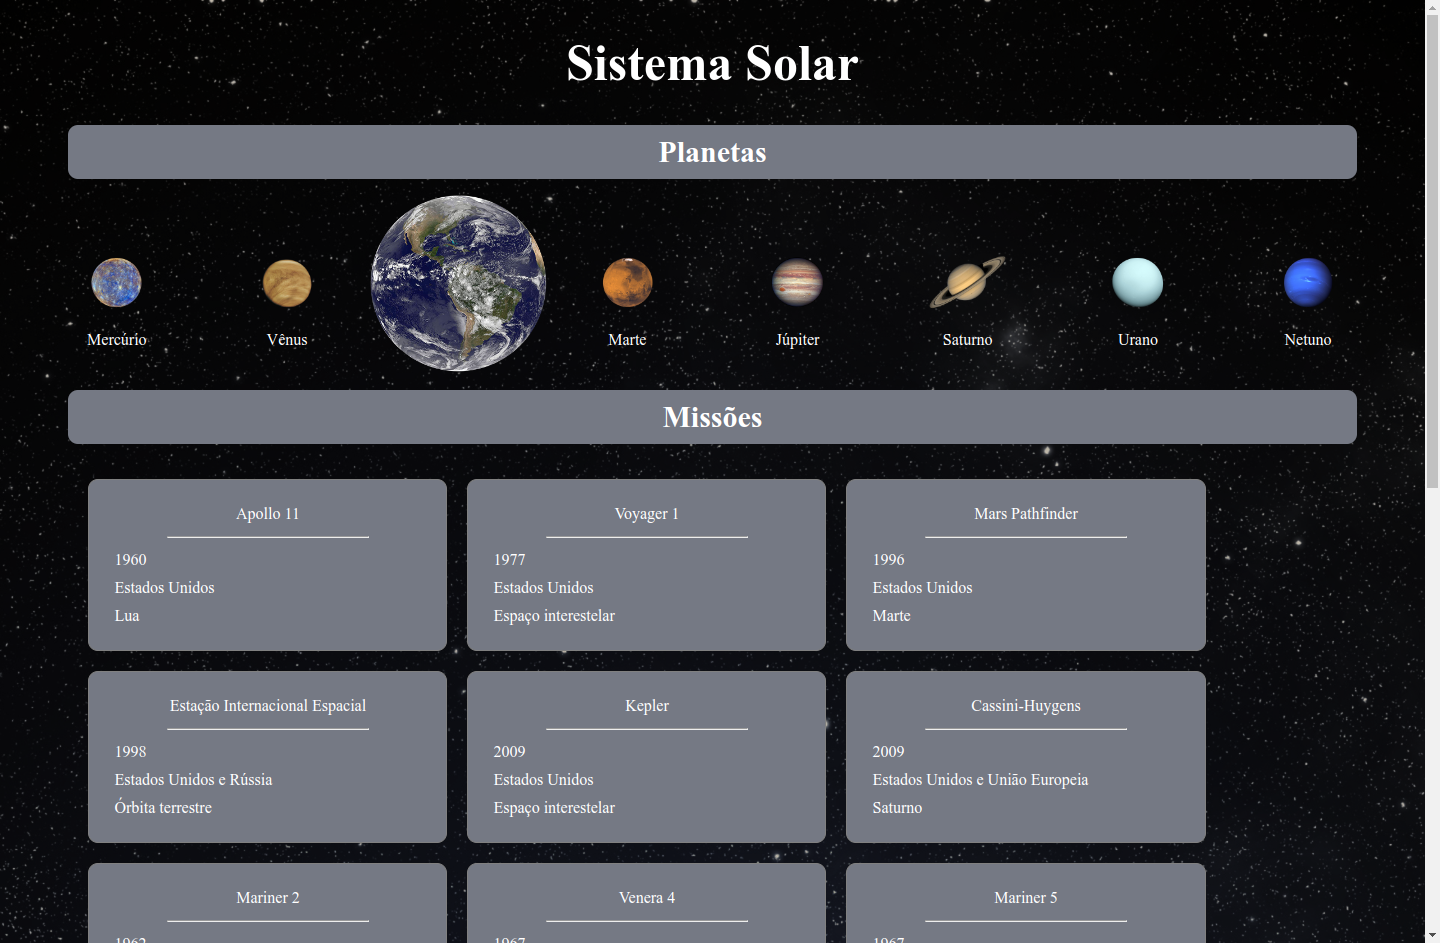 Sistema Solar
Planetas
Mercúrio
Vênus
Marte
Júpiter
Saturno
Urano
Netuno
Missões
Apollo 11
1960
Estados Unidos
Lua
Voyager 1
1977
Estados Unidos
Espaço interestelar
Mars Pathfinder
1996
Estados Unidos
Marte
Estação Internacional Espacial
1998
Estados Unidos e Rússia
Órbita terrestre
Kepler
2009
Estados Unidos
Espaço interestelar
Cassini-Huygens
2009
Estados Unidos e União Europeia
Saturno
Mariner 2
1962
Venera 4
1967
Mariner 5
1967